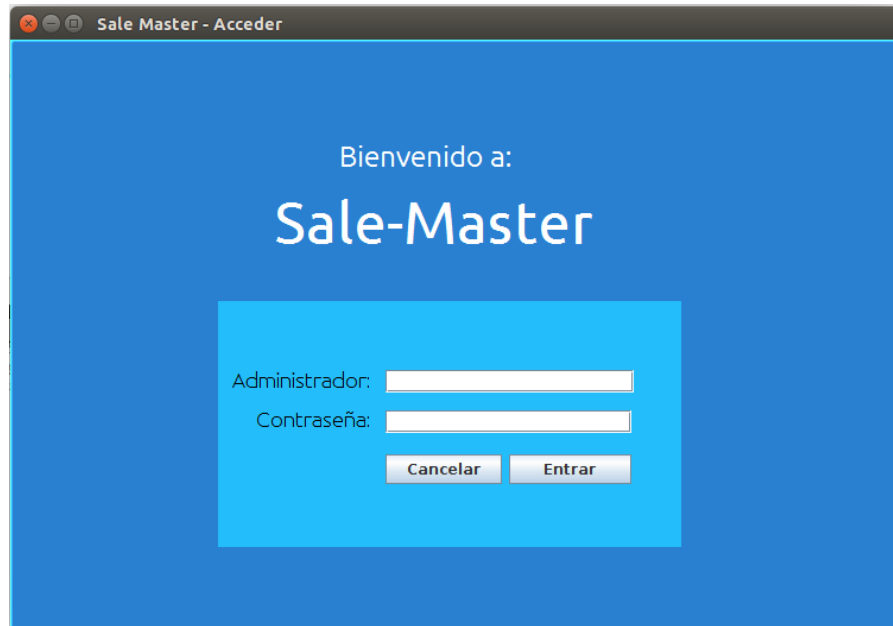 Sale Master - Acceder
Bienvenido a:
Sale-Master
Administrador:
Contraseña:
Cancelar Entrar